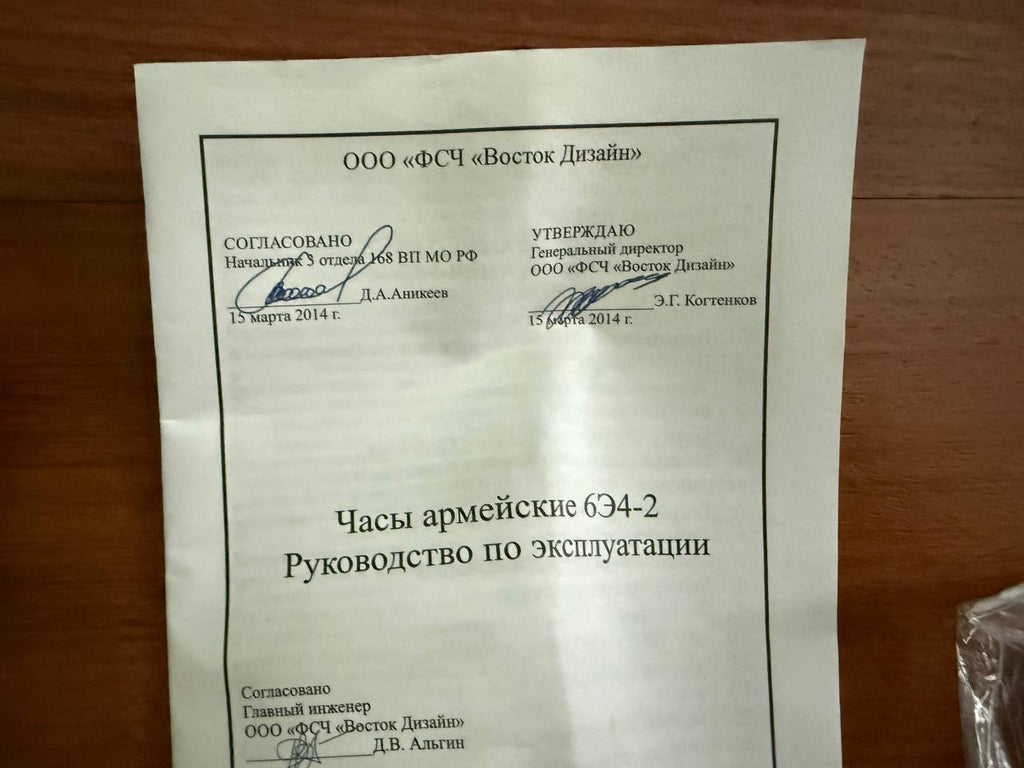 ООО «ФСЧ «Восток Дизайн»
СОГЛАСОВАНО
Начальник 3 отдела 168 ВП МО РФ
Д.А.Аникеев
15 марта 2014 г.
УТВЕРЖДАЮ
Генеральный директор
ООО «ФСЧ «Восток Дизайн»
Э.Г. Когтенков
15 марта 2014 г.
Часы армейские 6Э4-2
Руководство по эксплуатации
Согласовано
Главный инженер
ООО «ФСЧ «Восток Дизайн»
Д.В. Альгин